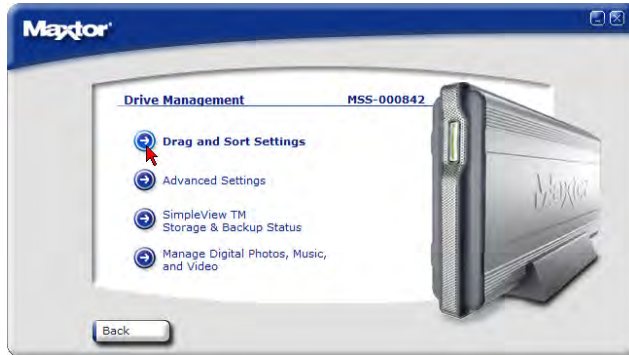 Maxtor
Drive Management MSS-000842
Drag and Sort Settings
Advanced Settings
SimpleView TM
Storage & Backup Status
Manage Digital Photos, Music,
and Video
Maxtor
Back